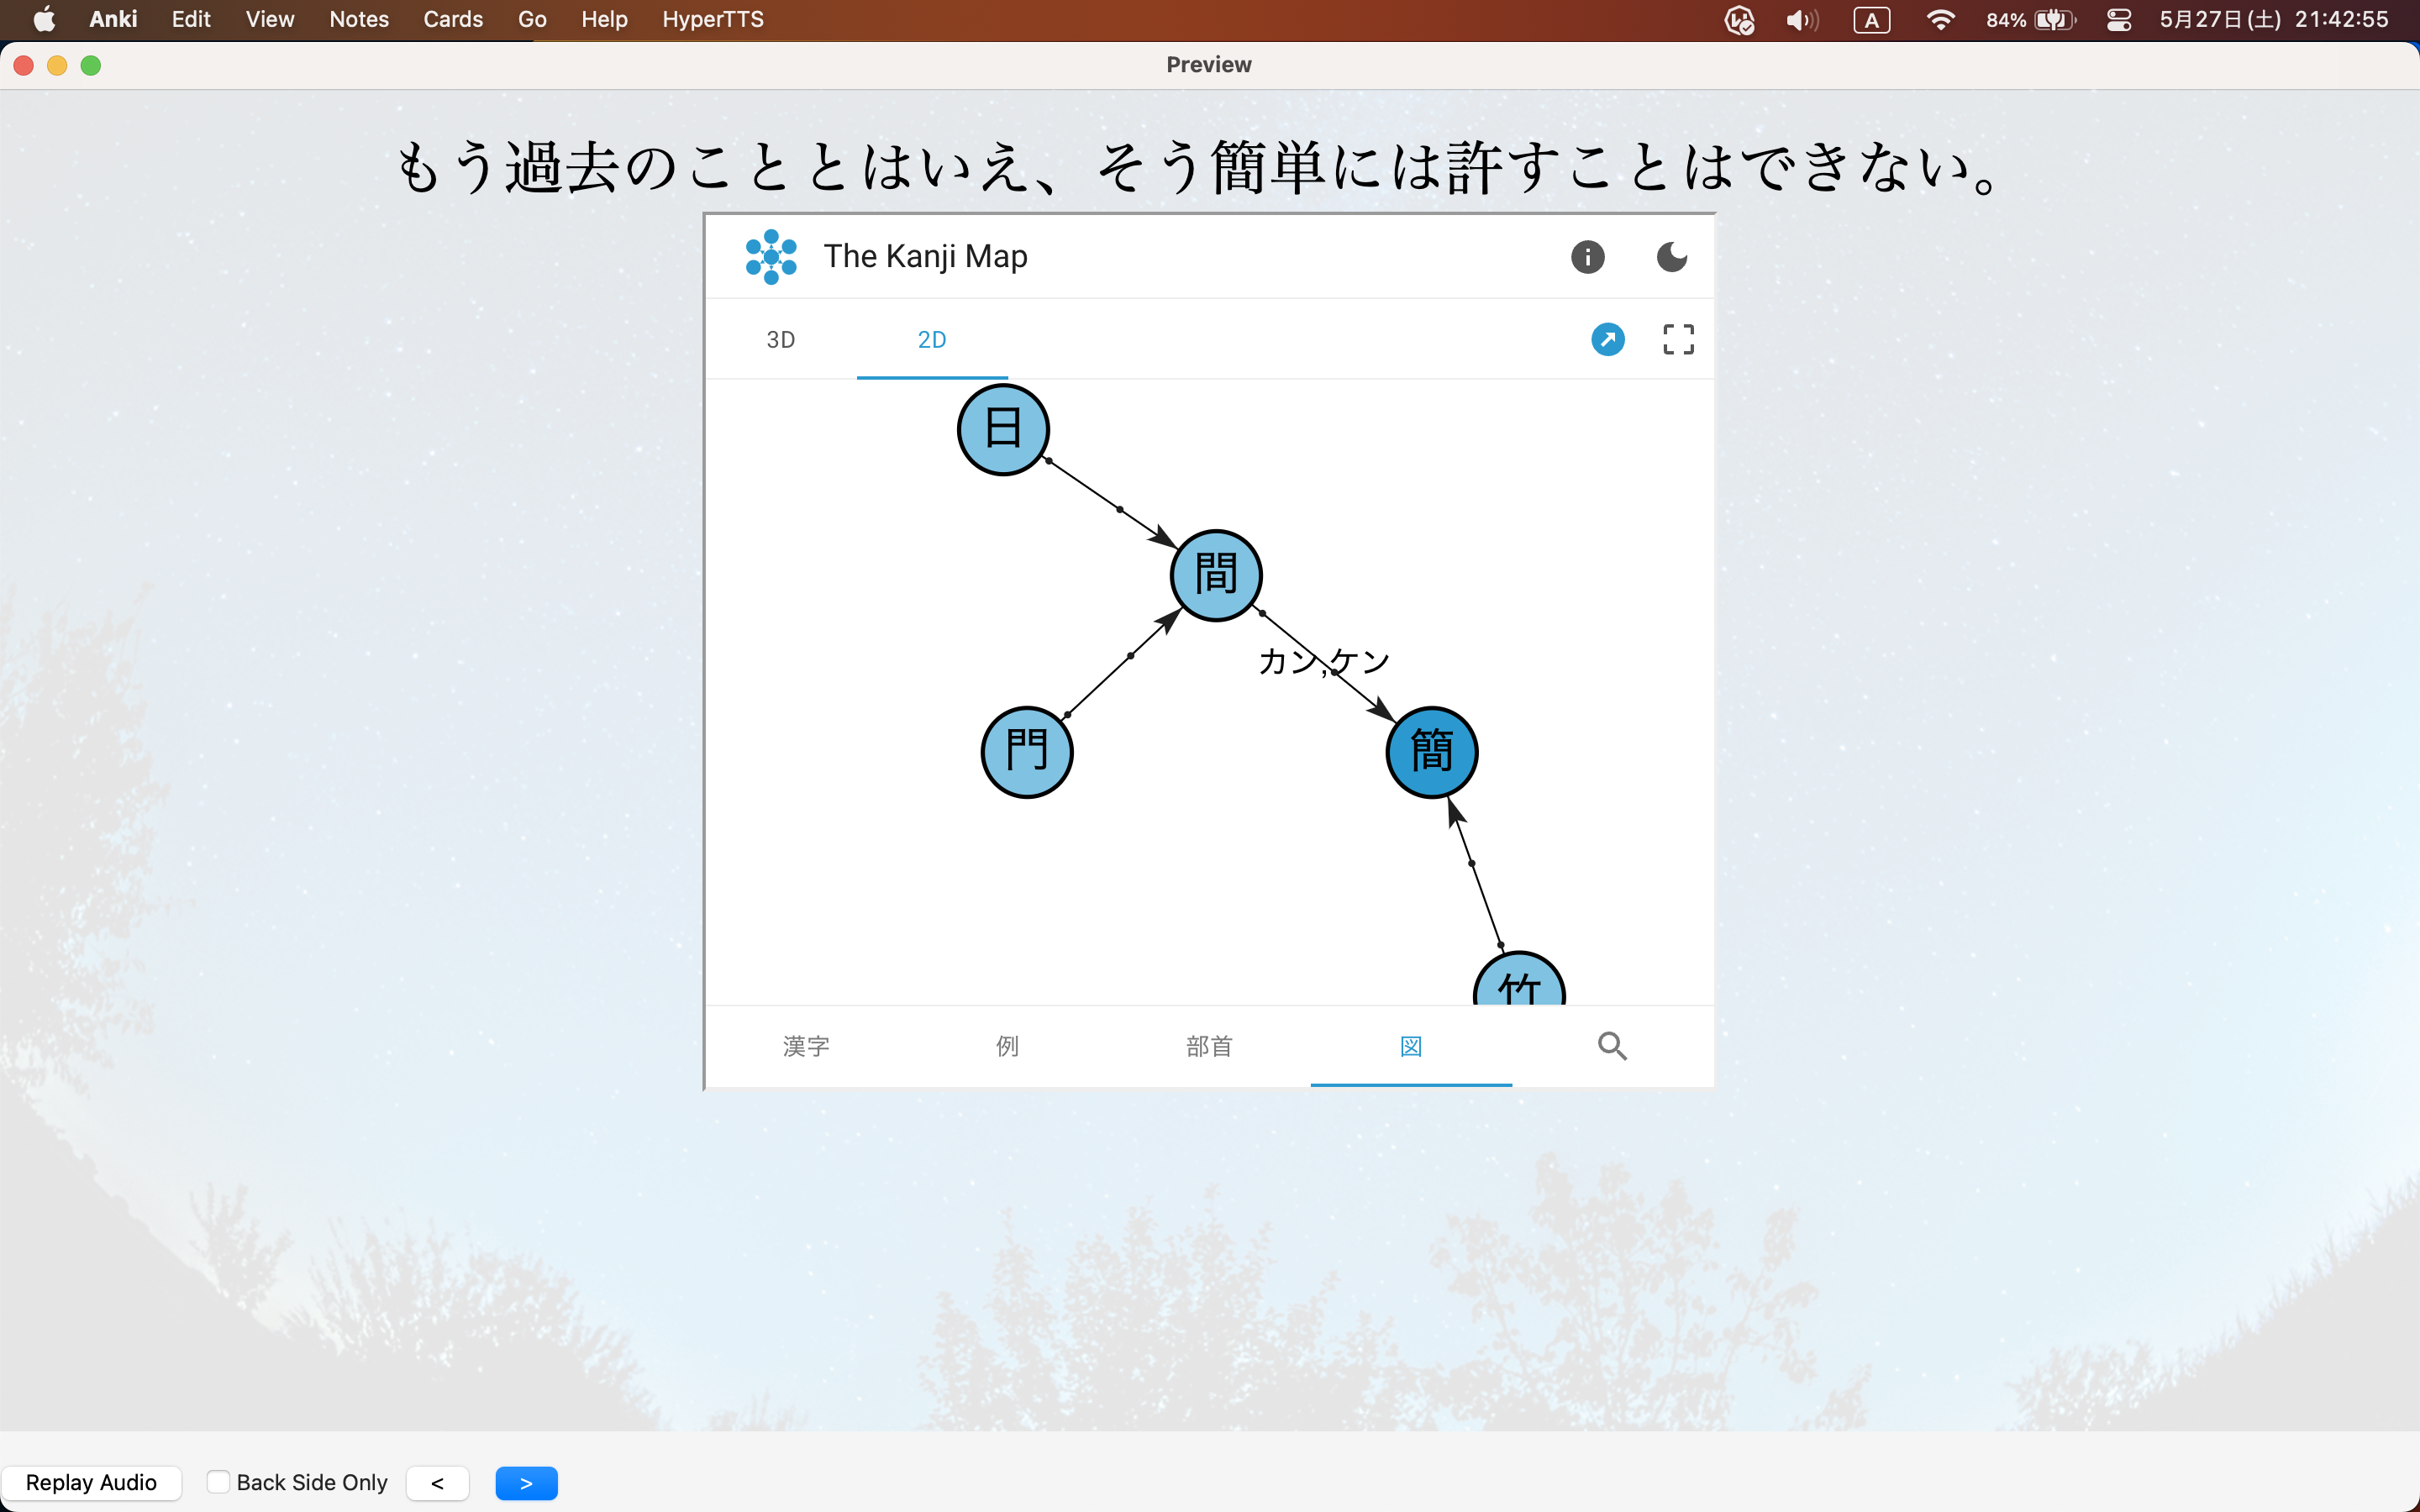 Anki Edit View Notes Cards Go Help HyperTTS A 84% 5月27日(土) 21:42:55
Preview
もう過去のこととはいえ、そう簡単には許すことはできない。
The Kanji Map
3D 2D
日
間
カン,ケン
門
簡
竹
漢字 例 部首 図
Replay Audio Back Side Only < >